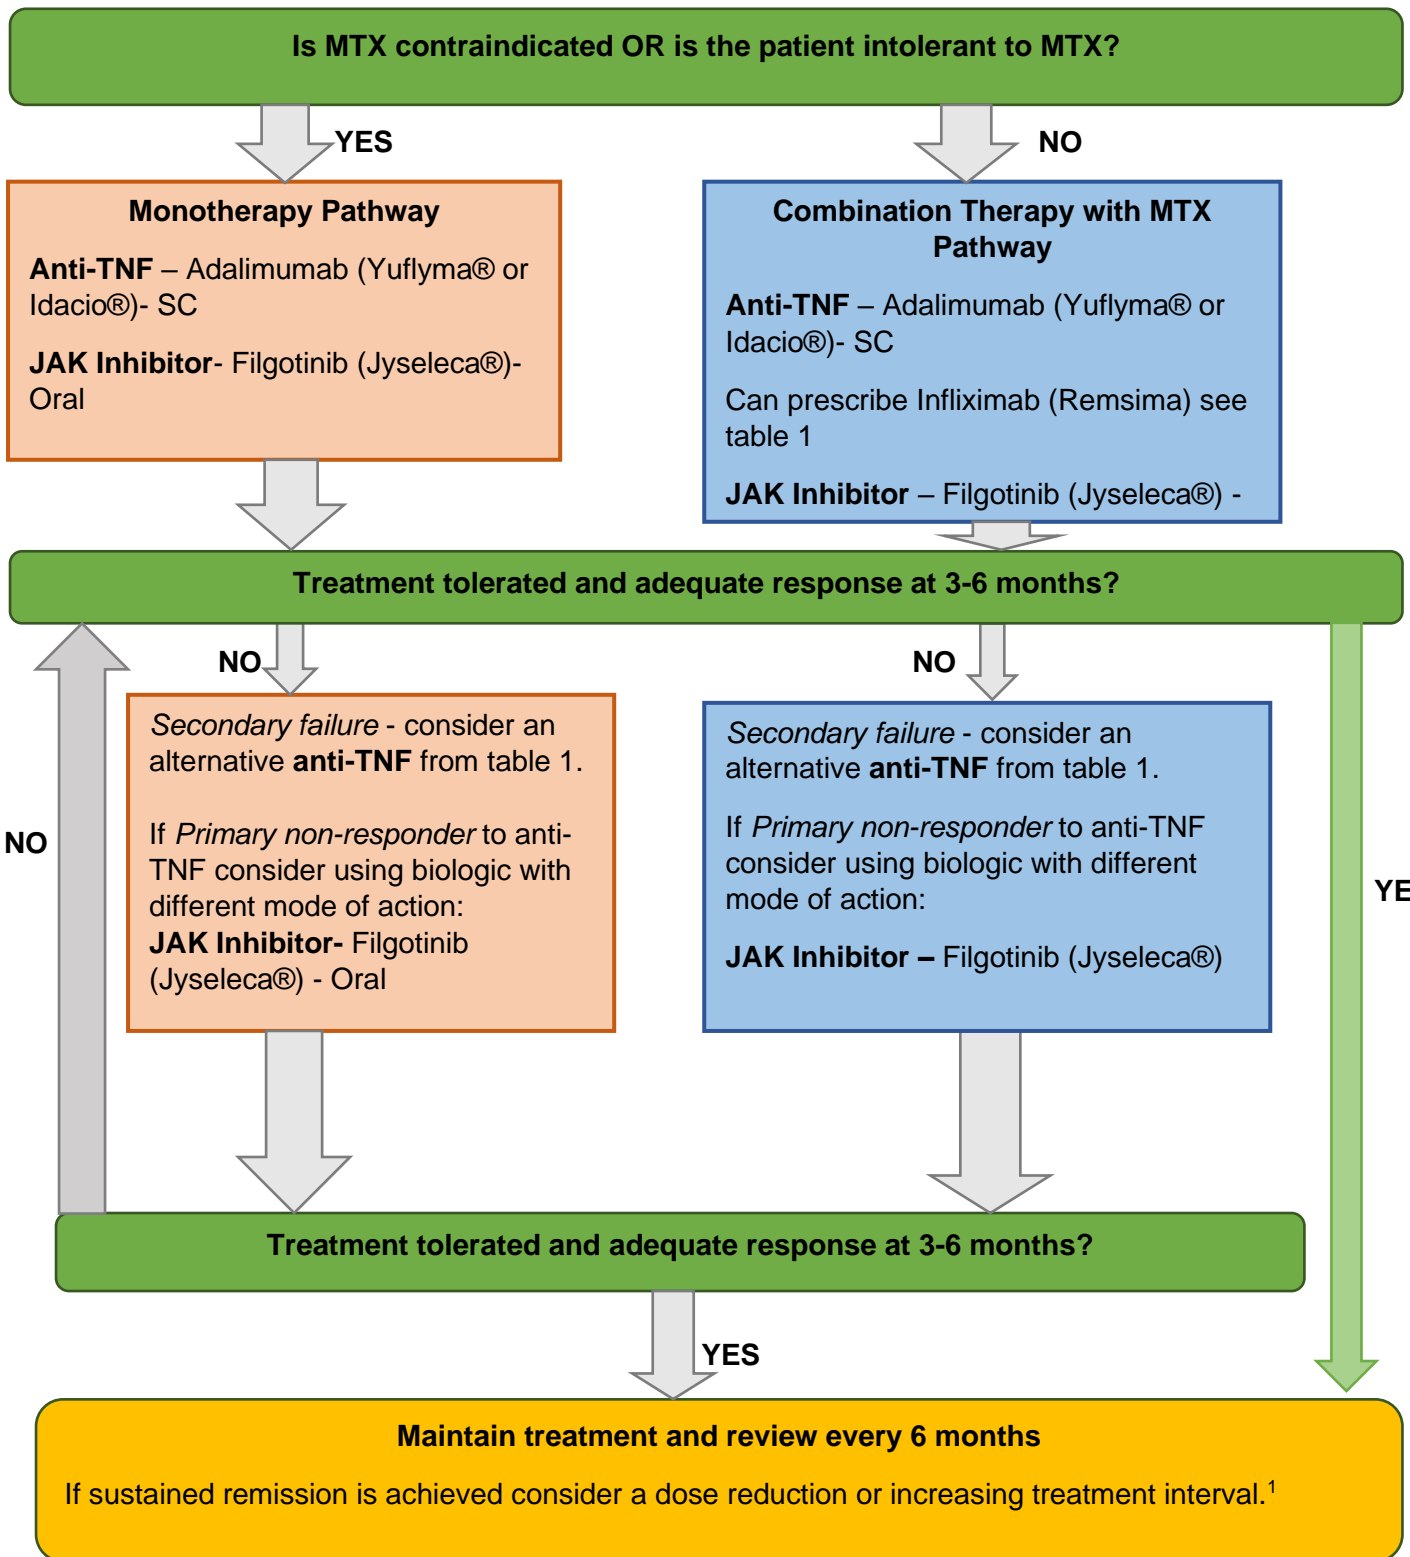 Is MTX contraindicated OR is the patient intolerant to MTX?
YES
NO
Monotherapy Pathway
Anti-TNF – Adalimumab (Yuflyma® or
Idacio®)- SC
JAK Inhibitor- Filgotinib (Jyseleca®)-
Oral
Combination Therapy with MTX
Pathway
Anti-TNF – Adalimumab (Yuflyma® or
Idacio®)- SC
Can prescribe Infliximab (Remsima) see
table 1
JAK Inhibitor – Filgotinib (Jyseleca®) -
Treatment tolerated and adequate response at 3-6 months?
NO
NO
Secondary failure - consider an
alternative anti-TNF from table 1.
If Primary non-responder to anti-
TNF consider using biologic with
different mode of action:
JAK Inhibitor- Filgotinib
(Jyseleca®) - Oral
Secondary failure - consider an
alternative anti-TNF from table 1.
If Primary non-responder to anti-TNF
consider using biologic with different
mode of action:
JAK Inhibitor – Filgotinib (Jyseleca®)
NO
YE
Treatment tolerated and adequate response at 3-6 months?
YES
Maintain treatment and review every 6 months
If sustained remission is achieved consider a dose reduction or increasing treatment interval.¹